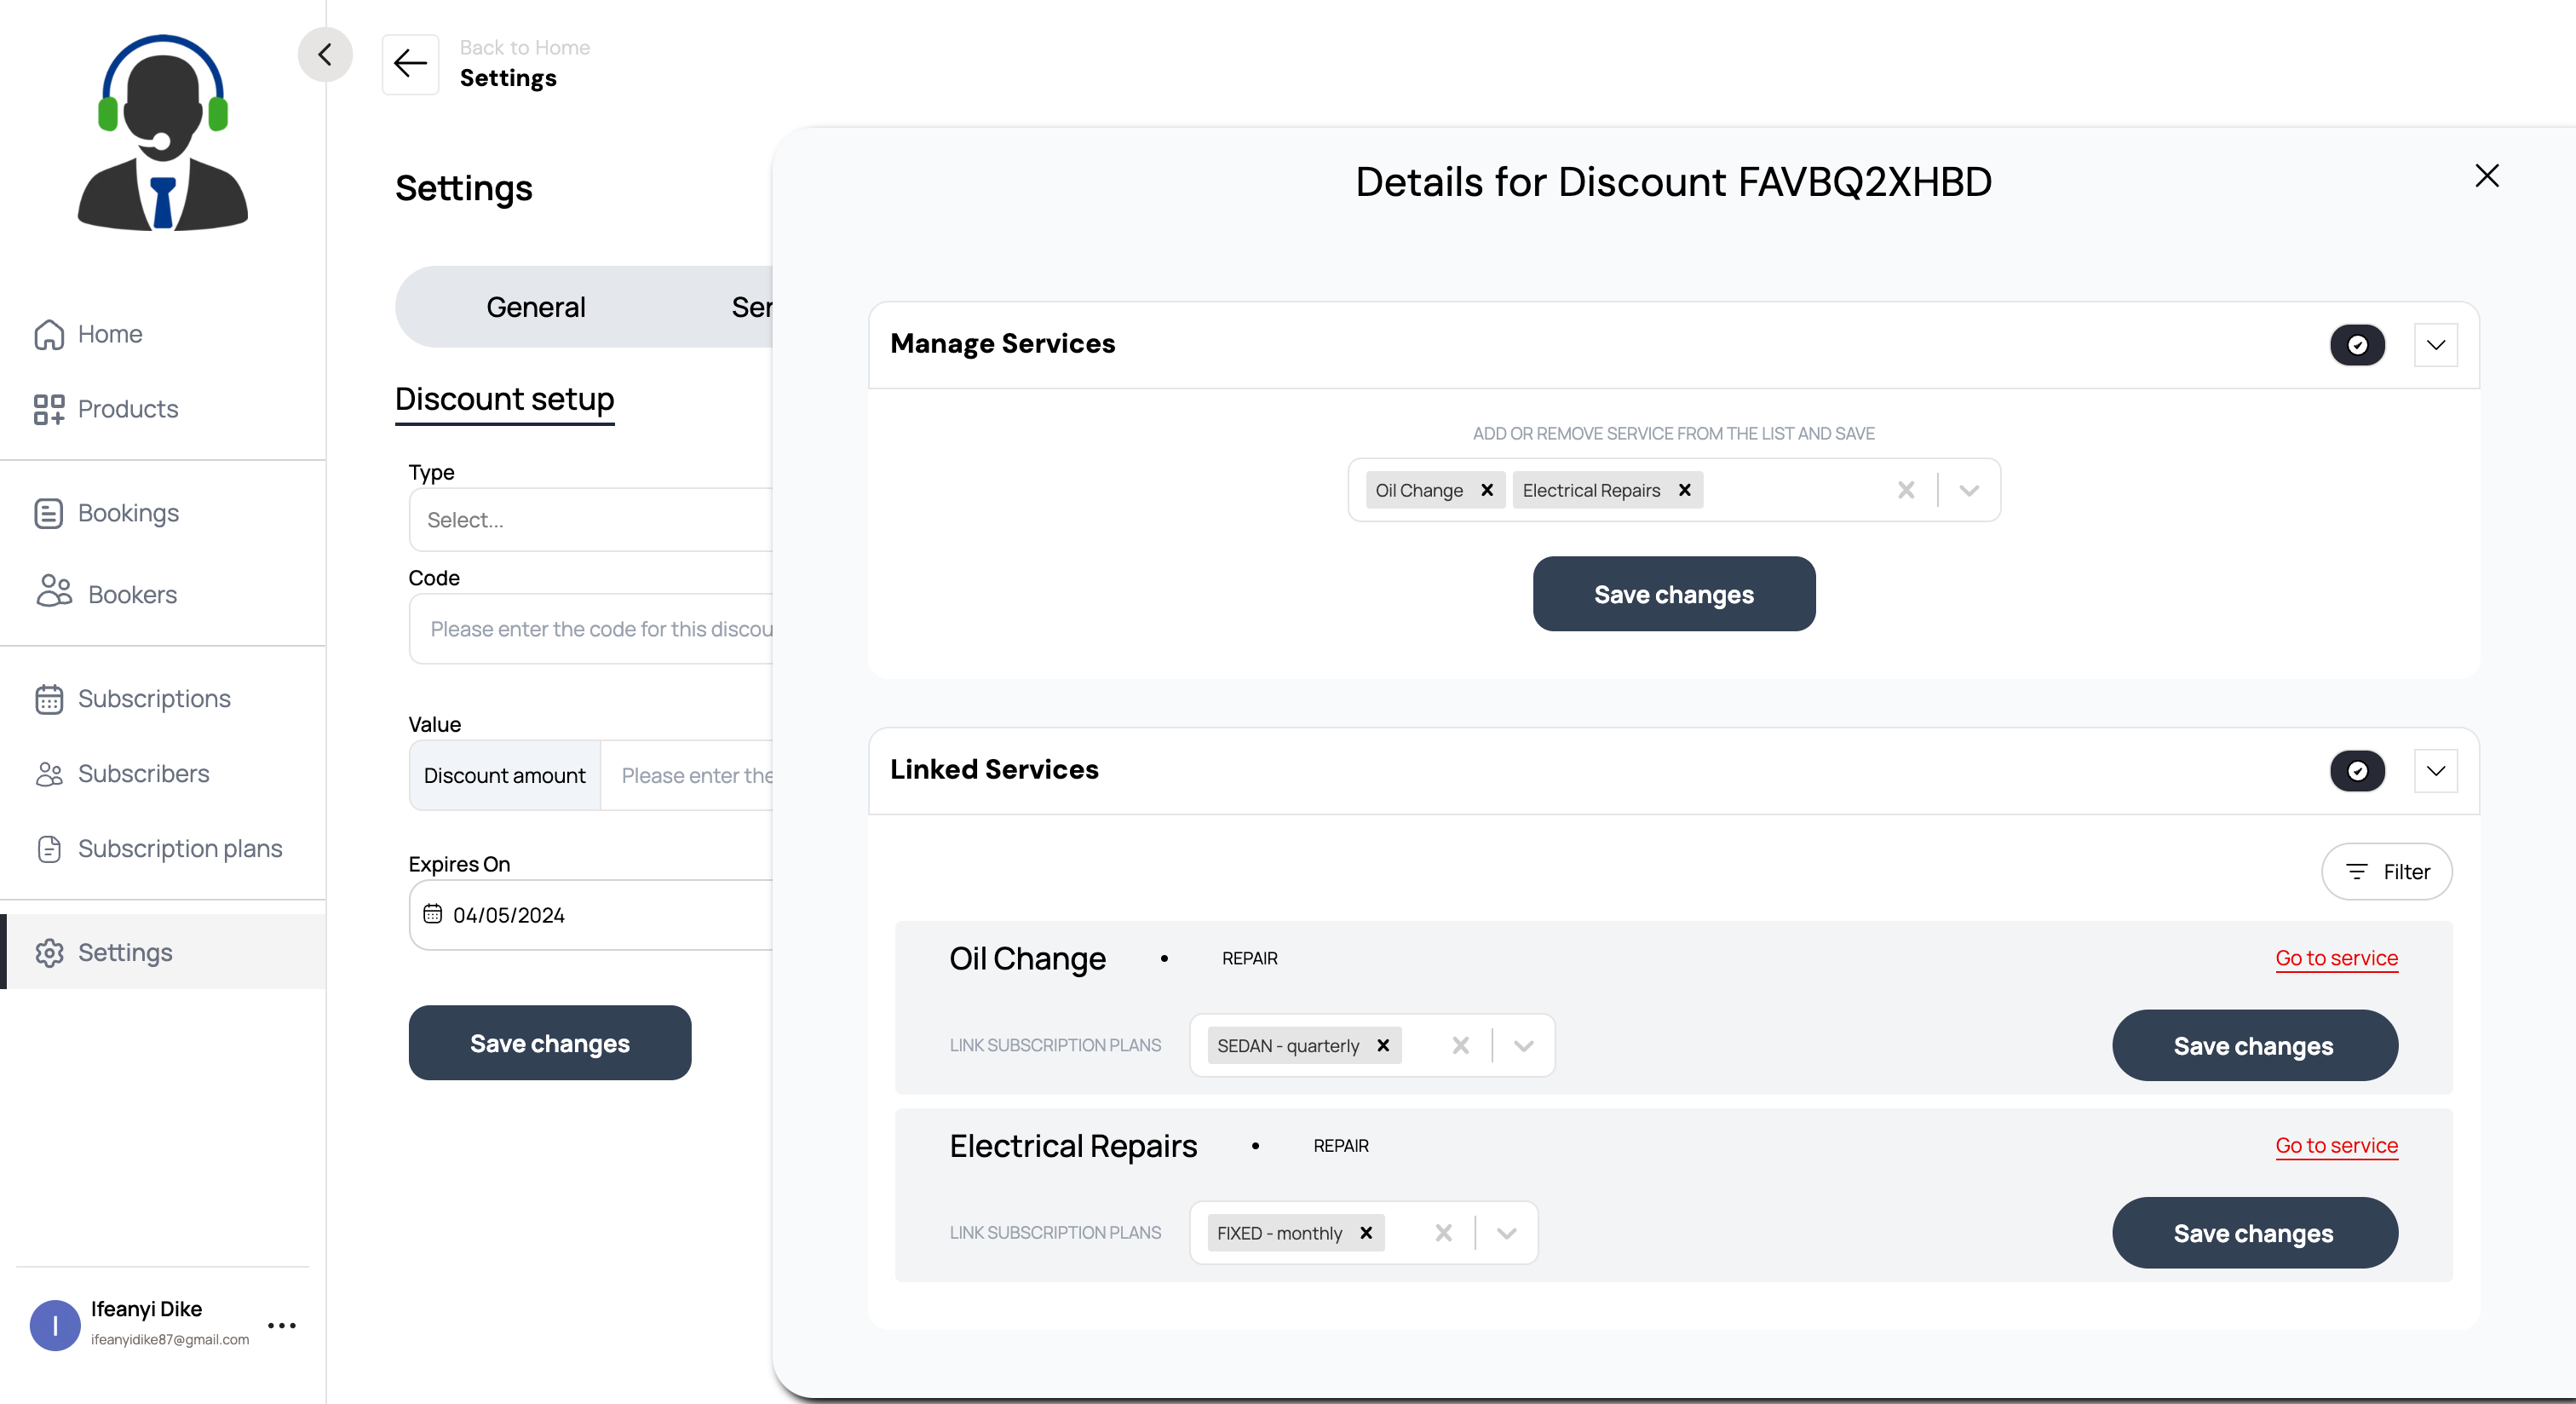 Back to Home
Settings
Home
Products
Bookings
Bookers
Subscriptions
Subscribers
Subscription plans
Settings
I
Ifeanyi Dike
ifeanyidike87@gmail.com
Settings
General
Ser
Discount setup
Type
Select...
Code
Please enter the code for this discou
Value
Discount amount
Please enter the
Expires On
04/05/2024
Save changes
Details for Discount FAVBQ2XHBD
Manage Services
ADD OR REMOVE SERVICE FROM THE LIST AND SAVE
Oil Change
Electrical Repairs
Save changes
Linked Services
Filter
Oil Change • REPAIR
Go to service
LINK SUBSCRIPTION PLANS
SEDAN - quarterly
Save changes
Electrical Repairs • REPAIR
Go to service
LINK SUBSCRIPTION PLANS
FIXED - monthly
Save changes